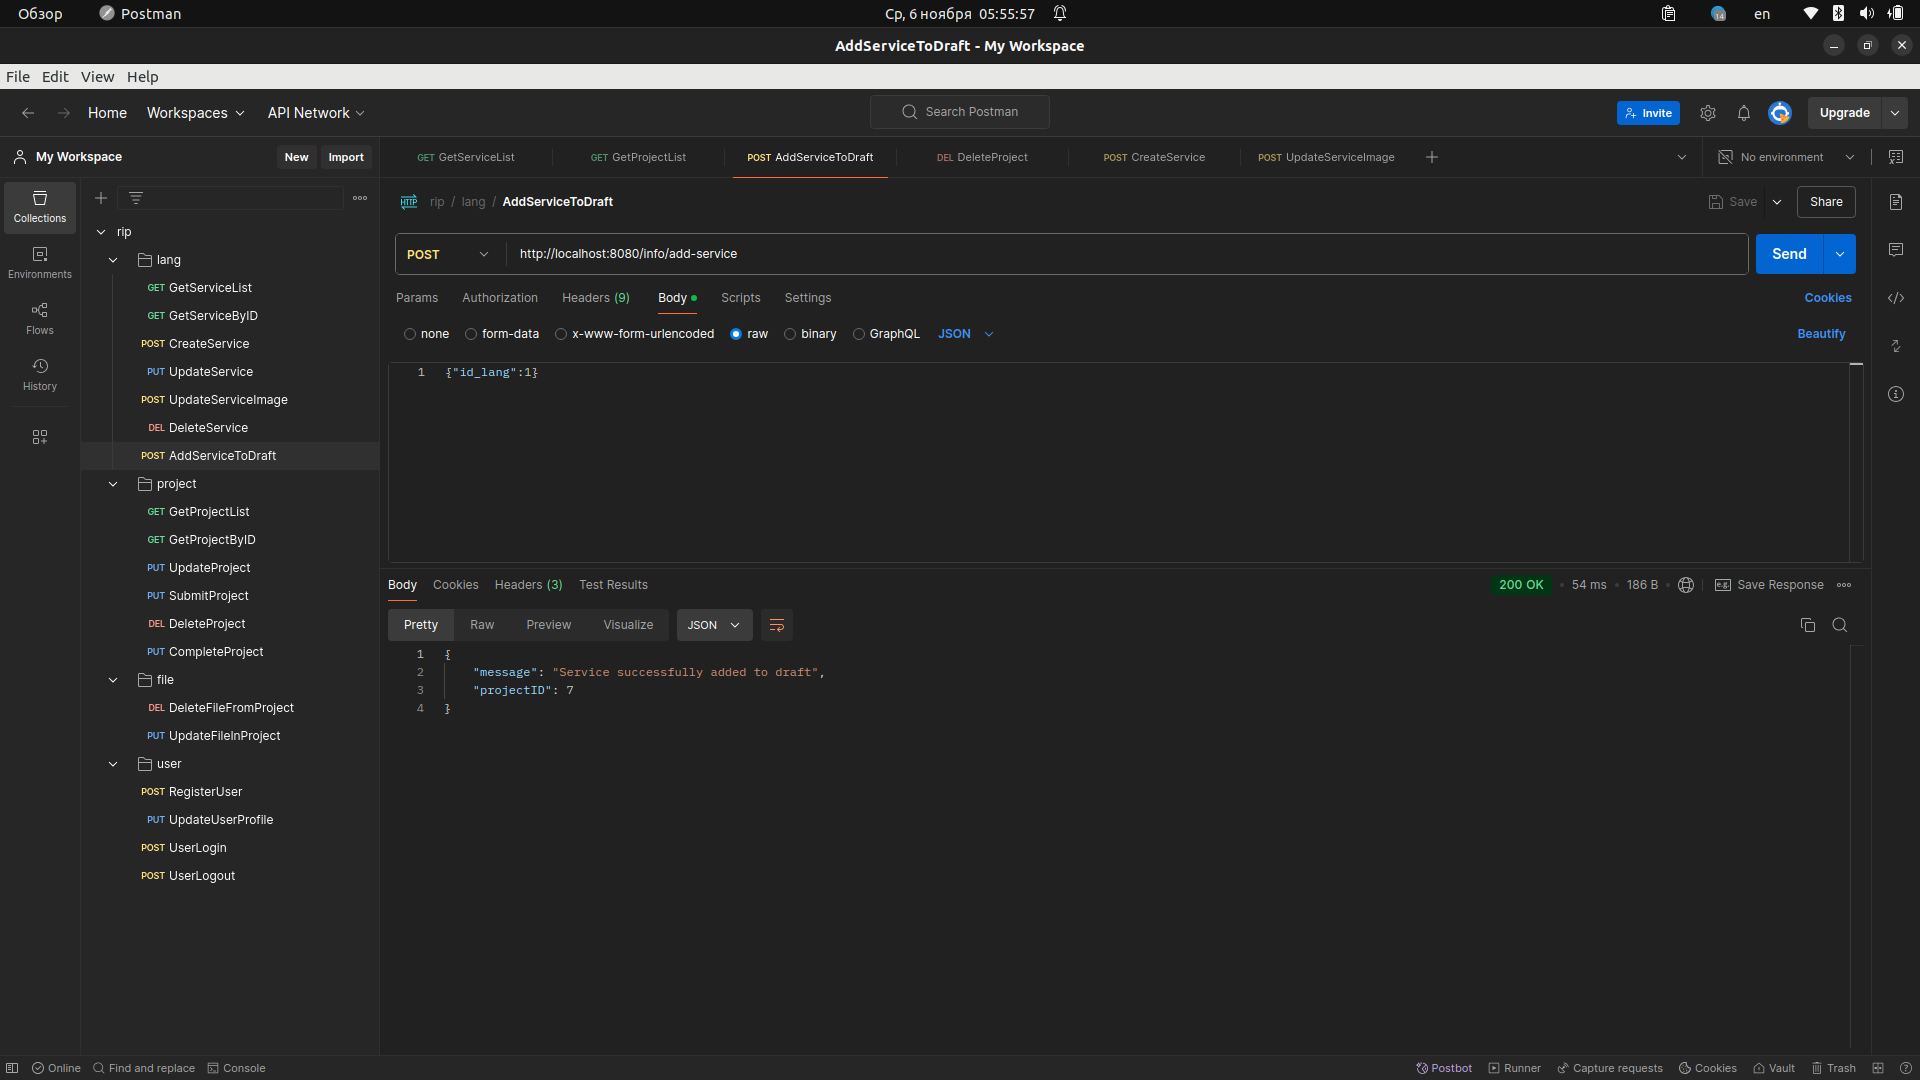 Обзор Postman Ср, 6 ноября 05:55:57 14 en
AddServiceToDraft - My Workspace
File Edit View Help
Home Workspaces API Network Search Postman Invite Upgrade
My Workspace New Import GET GetServiceList GET GetProjectList POST AddServiceToDraft DEL DeleteProject POST CreateService POST UpdateServiceImage No environment
Collections
Environments
Flows
History
rip
lang
GET GetServiceList
GET GetServiceByID
POST CreateService
PUT UpdateService
POST UpdateServiceImage
DEL DeleteService
POST AddServiceToDraft
project
GET GetProjectList
GET GetProjectByID
PUT UpdateProject
PUT SubmitProject
DEL DeleteProject
PUT CompleteProject
file
DEL DeleteFileFromProject
PUT UpdateFileInProject
user
POST RegisterUser
PUT UpdateUserProfile
POST UserLogin
POST UserLogout
HTTP rip / lang / AddServiceToDraft Save Share
POST http://localhost:8080/info/add-service Send
Params Authorization Headers (9) Body Scripts Settings Cookies
none form-data x-www-form-urlencoded raw binary GraphQL JSON Beautify
1 {"id_lang":1}
Body Cookies Headers (3) Test Results 200 OK 54 ms 186 B e.g. Save Response
Pretty Raw Preview Visualize JSON
1 {
2 "message": "Service successfully added to draft",
3 "projectID": 7
4 }
Online Find and replace Console Postbot Runner Capture requests Cookies Vault Trash